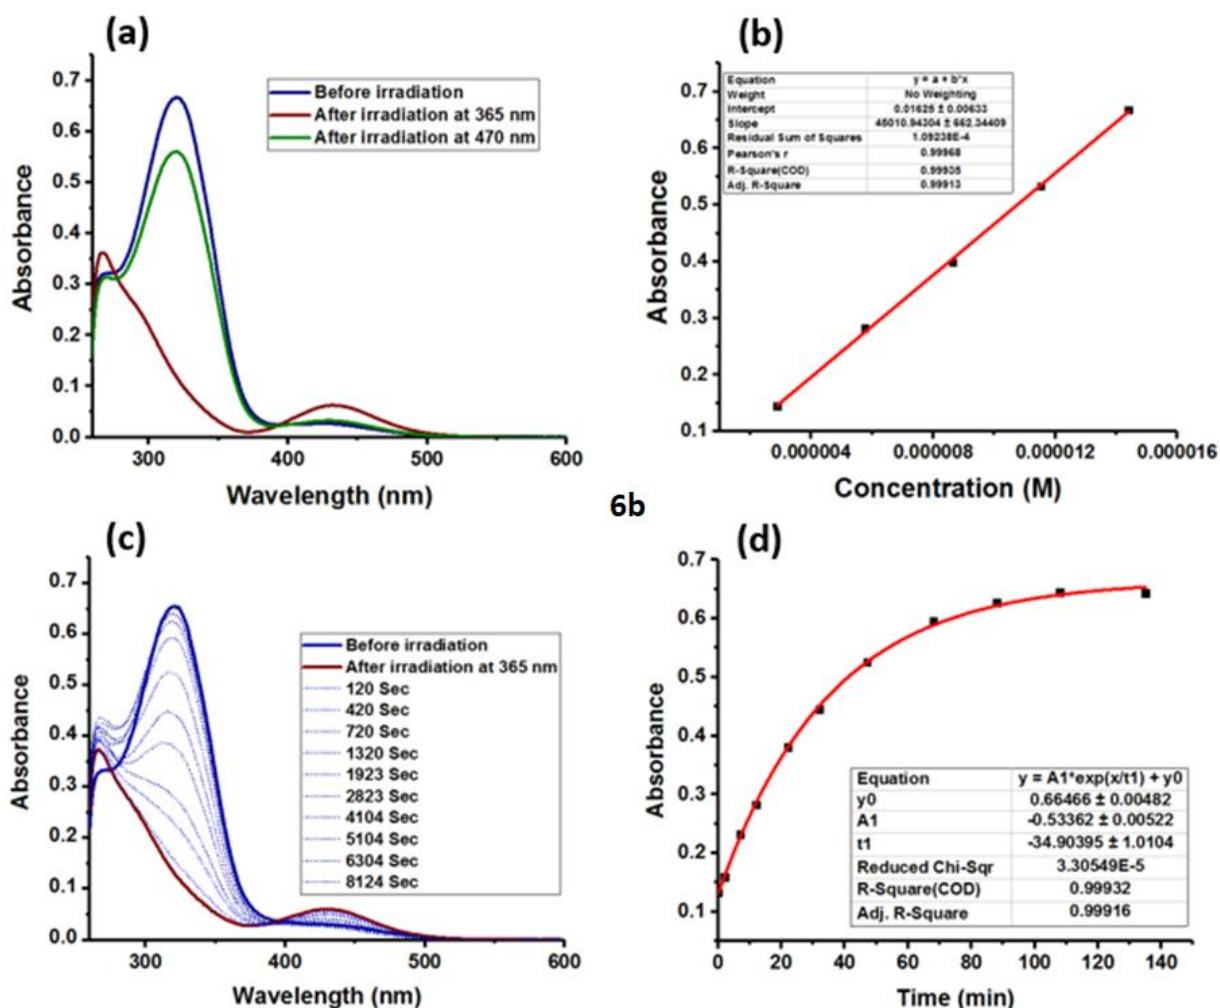 (a)
0.7
0.6
0.5
0.4
0.3
0.2
0.1
0.0
Absorbance
Before irradiation
After irradiation at 365 nm
After irradiation at 470 nm
300 400 500 600
Wavelength (nm)
(b)
0.7
0.6
0.5
0.4
0.3
0.2
0.1
Absorbance
Equation y = a + b*x
Weight No Weighting
Intercept 0.01625 ± 0.00633
Slope 45010.94304 ± 662.34409
Residual Sum of Squares 1.09238E-4
Pearson's r 0.99968
R-Square(COD) 0.99935
Adj. R-Square 0.99913
0.000004 0.000008 0.000012 0.000016
Concentration (M)
6b
(c)
0.7
0.6
0.5
0.4
0.3
0.2
0.1
0.0
Absorbance
Before irradiation
After irradiation at 365 nm
120 Sec
420 Sec
720 Sec
1320 Sec
1923 Sec
2823 Sec
4104 Sec
5104 Sec
6304 Sec
8124 Sec
300 400 500 600
Wavelength (nm)
(d)
0.7
0.6
0.5
0.4
0.3
0.2
0.1
Absorbance
Equation y = A1*exp(x/t1) + y0
y0 0.66466 ± 0.00482
A1 -0.53362 ± 0.00522
t1 -34.90395 ± 1.0104
Reduced Chi-Sqr 3.30549E-5
R-Square(COD) 0.99932
Adj. R-Square 0.99916
0 20 40 60 80 100 120 140
Time (min)